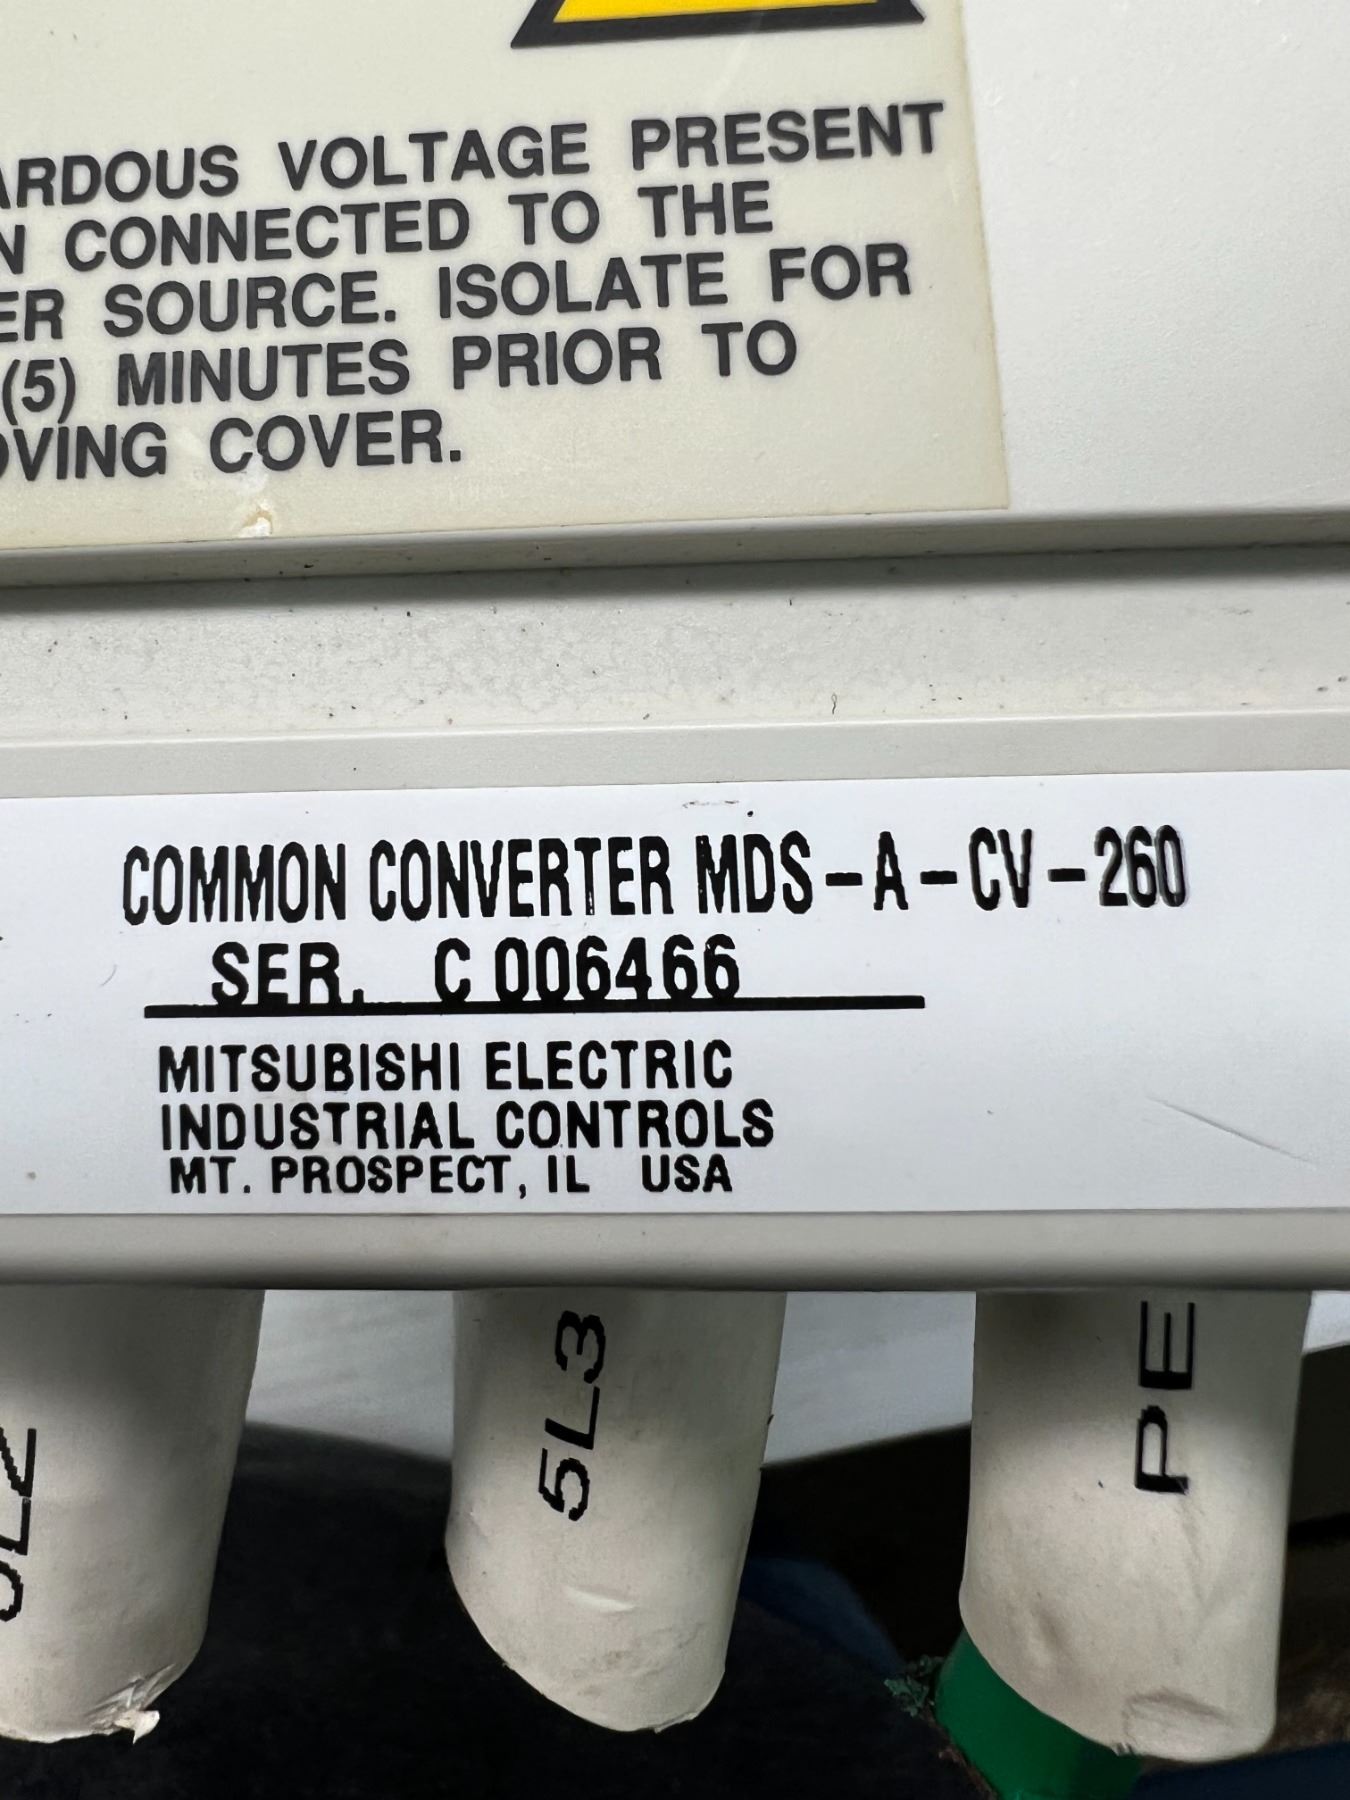 ARDOUS VOLTAGE PRESENT
N CONNECTED TO THE
ER SOURCE. ISOLATE FOR
(5) MINUTES PRIOR TO
OVING COVER.
COMMON CONVERTER MDS-A-CV-260
SER. C 006466
MITSUBISHI ELECTRIC
INDUSTRIAL CONTROLS
MT. PROSPECT, IL USA
5L2
5L3
PE